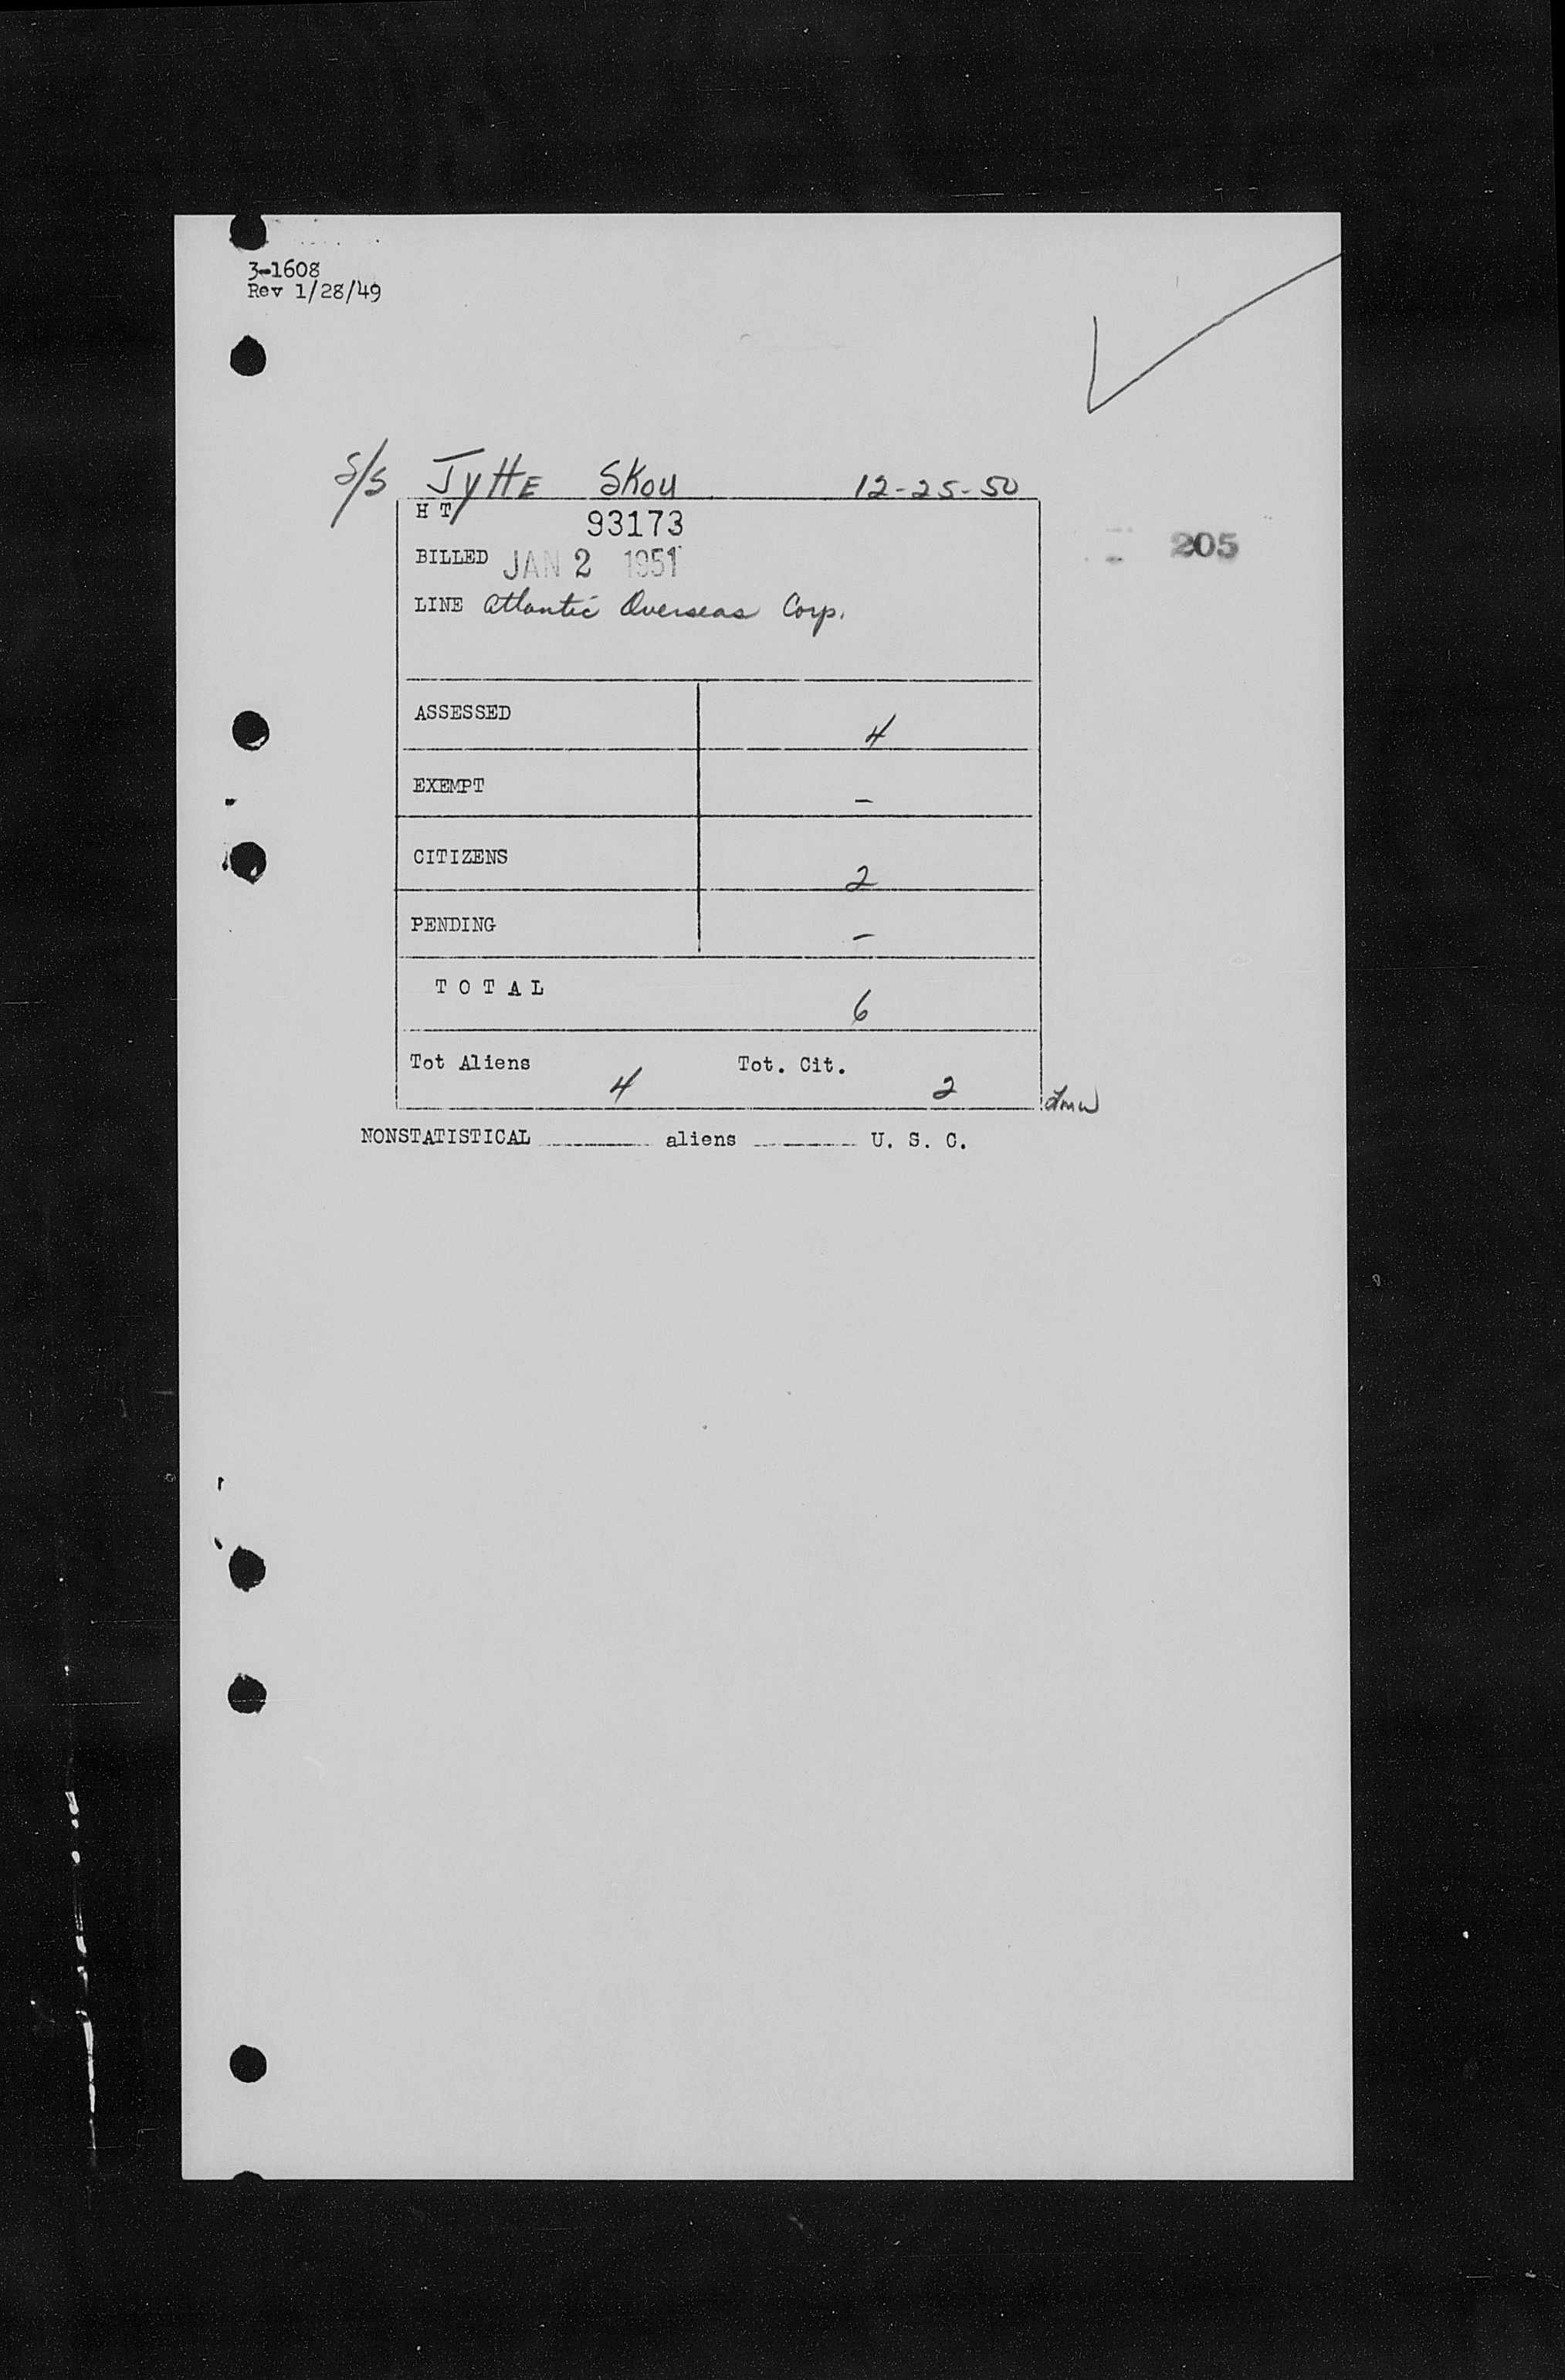 3-1608
Rev 1/28/49
S/S JyttE Skou 12-25-50
H T 93173
205
BILLED JAN 2 1951
LINE Atlantic Overseas Corp.
ASSESSED 4
EXEMPT –
CITIZENS 2
PENDING –
T O T A L 6
Tot Aliens 4 Tot. Cit. 2
NONSTATISTICAL aliens U. S. C.